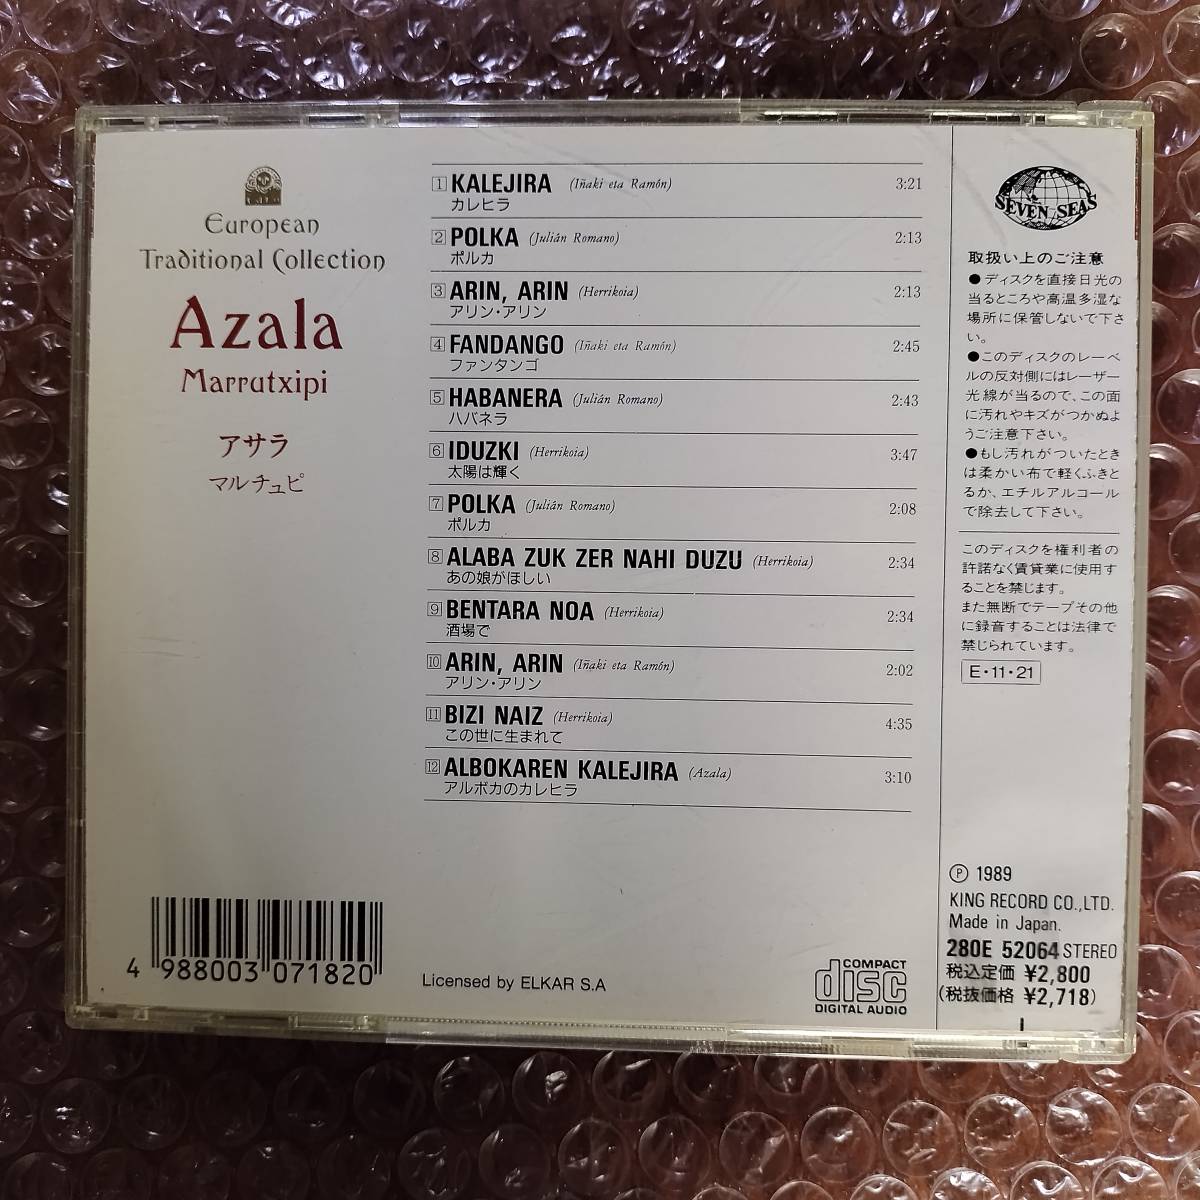 European
Traditional Collection
Azala
Marrutxipi
アサラ
マルチュピ
1 KALEJIRA (Iñaki eta Ramón) 3:21
カレヒラ
2 POLKA (Julián Romano) 2:13
ポルカ
3 ARIN, ARIN (Herrikoia) 2:13
アリン・アリン
4 FANDANGO (Iñaki eta Ramón) 2:45
ファンタンゴ
5 HABANERA (Julián Romano) 2:43
ハバネラ
6 IDUZKI (Herrikoia) 3:47
太陽は輝く
7 POLKA (Julián Romano) 2:08
ポルカ
8 ALABA ZUK ZER NAHI DUZU (Herrikoia) 2:34
あの娘がほしい
9 BENTARA NOA (Herrikoia) 2:34
酒場で
10 ARIN, ARIN (Iñaki eta Ramón) 2:02
アリン・アリン
11 BIZI NAIZ (Herrikoia) 4:35
この世に生まれて
12 ALBOKAREN KALEJIRA (Azala) 3:10
アルボカのカレヒラ
4 988003 071820
Licensed by ELKAR S.A
COMPACT
disc
DIGITAL AUDIO
SEVEN SEAS
取扱い上のご注意
●ディスクを直接日光の
当るところや高温多湿な
場所に保管しないで下さ
い。
●このディスクのレーベ
ルの反対側にはレーザー
光線が当るので、この面
に汚れやキズがつかぬよ
うご注意下さい。
●もし汚れがついたとき
は柔かい布で軽くふきと
るか、エチルアルコール
で除去して下さい。
このディスクを権利者の
許諾なく賃貸業に使用す
ることを禁じます。
また無断でテープその他
に録音することは法律で
禁じられています。
E・11・21
Ⓟ 1989
KING RECORD CO.,LTD.
Made in Japan.
280E 52064 STEREO
税込定価 ¥2,800
(税抜価格 ¥2,718)